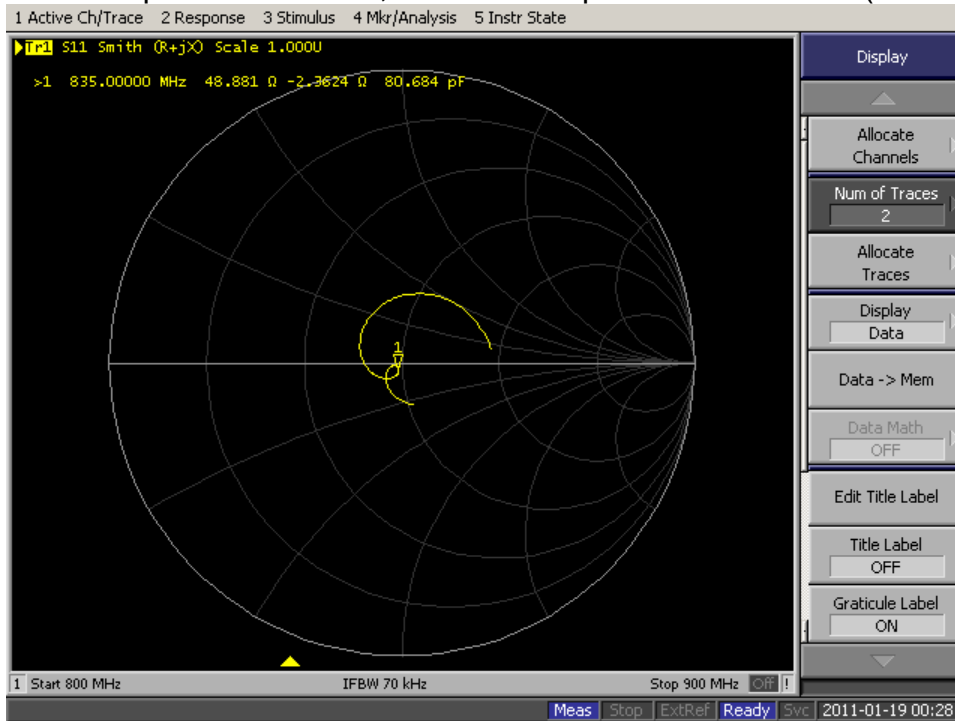 1 Active Ch/Trace 2 Response 3 Stimulus 4 Mkr/Analysis 5 Instr State
Tr1 S11 Smith (R+jX) Scale 1.000U
>1 835.00000 MHz 48.881 Ω -2.3624 Ω 80.684 pF
1
Display
Allocate
Channels
Num of Traces
2
Allocate
Traces
Display
Data
Data -> Mem
Data Math
OFF
Edit Title Label
Title Label
OFF
Graticule Label
ON
1 Start 800 MHz IFBW 70 kHz Stop 900 MHz Off !
Meas Stop ExtRef Ready Svc 2011-01-19 00:28